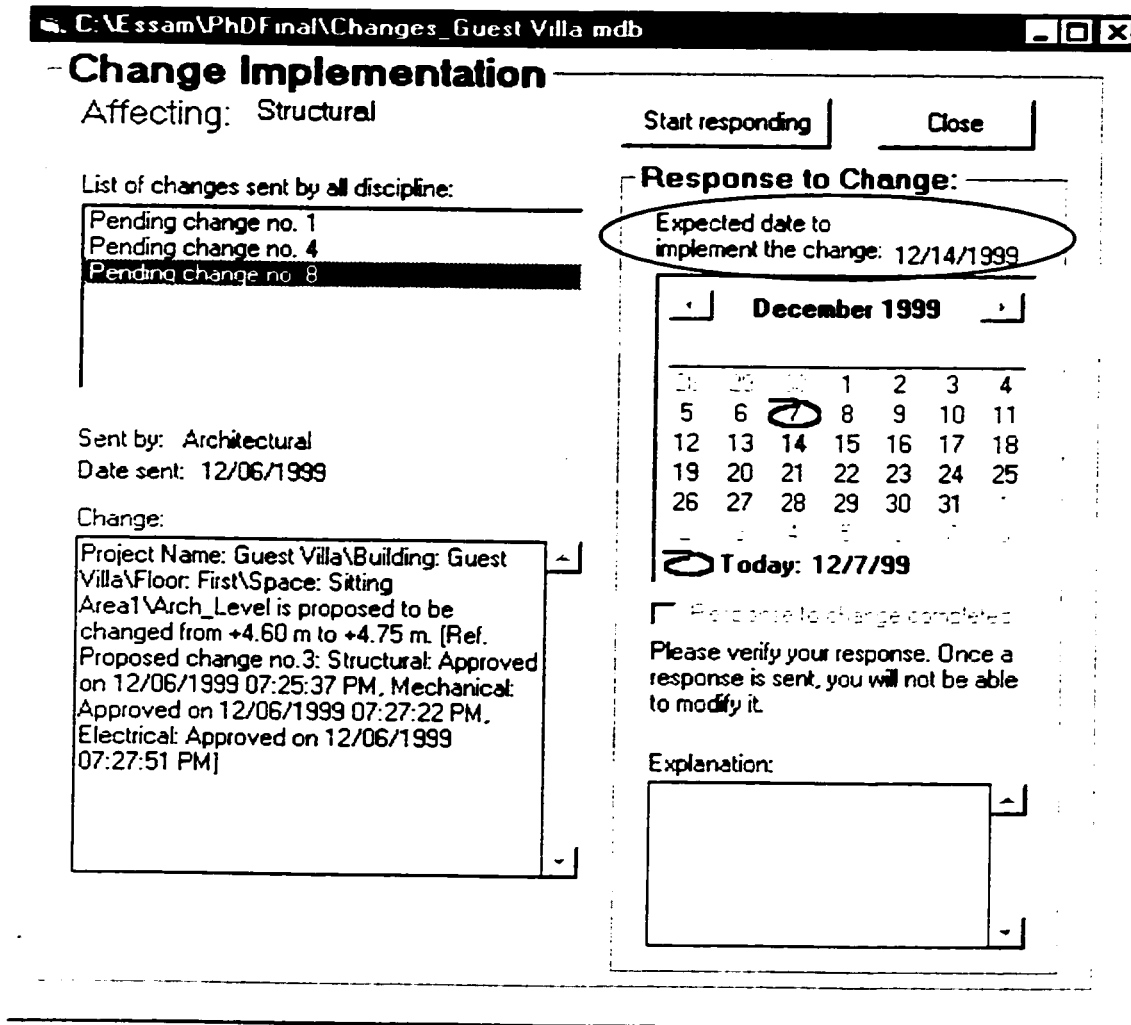 C:\Essam\PhDFinal\Changes_Guest Villa mdb
Change Implementation
Affecting: Structural
Start responding
Close
List of changes sent by all discipline:
Pending change no. 1
Pending change no. 4
Pending change no. 8
Sent by: Architectural
Date sent: 12/06/1999
Change:
Project Name: Guest Villa\Building: Guest
Villa\Floor: First\Space: Sitting
Area1\Arch_Level is proposed to be
changed from +4.60 m to +4.75 m. [Ref.
Proposed change no.3: Structural: Approved
on 12/06/1999 07:25:37 PM, Mechanical:
Approved on 12/06/1999 07:27:22 PM,
Electrical: Approved on 12/06/1999
07:27:51 PM]
Response to Change:
Expected date to
implement the change: 12/14/1999
December 1999
1 2 3 4
5 6 7 8 9 10 11
12 13 14 15 16 17 18
19 20 21 22 23 24 25
26 27 28 29 30 31
Today: 12/7/99
Response to change completed
Please verify your response. Once a
response is sent, you will not be able
to modify it.
Explanation: